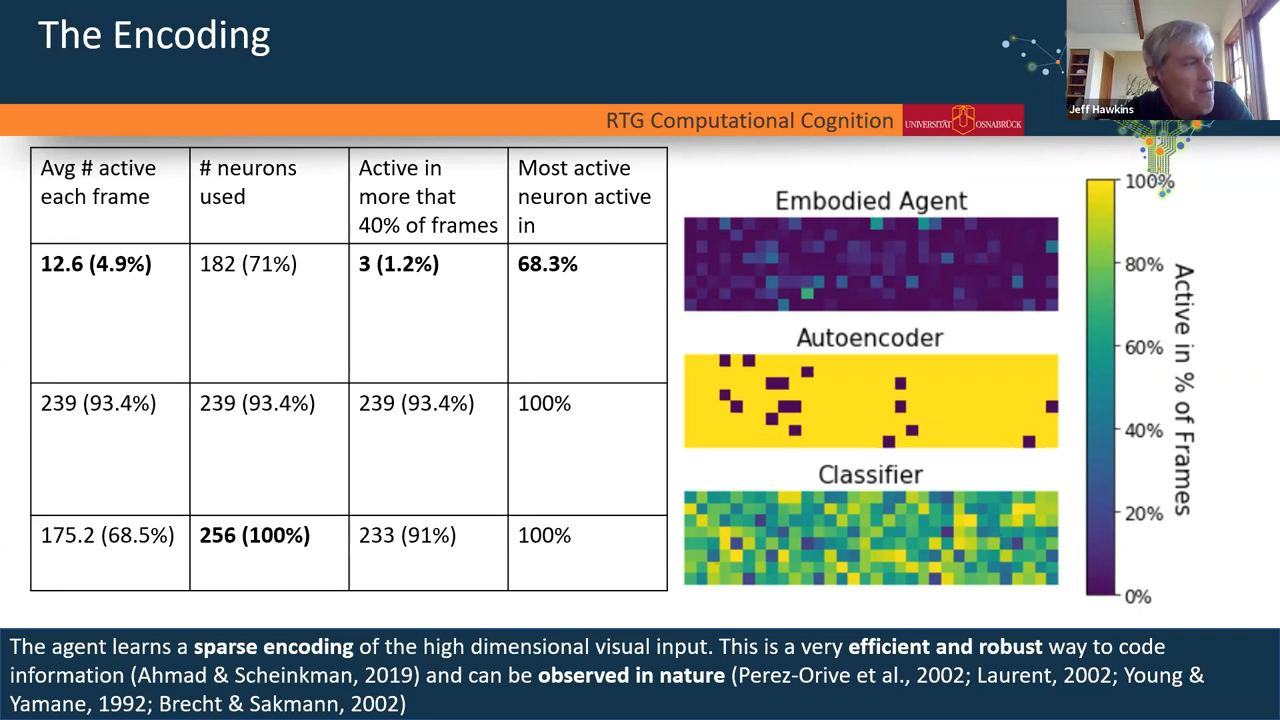 The Encoding
Jeff Hawkins
RTG Computational Cognition
UNIVERSITÄT OSNABRÜCK
Avg # active
each frame
# neurons
used
Active in
more that
40% of frames
Most active
neuron active
in
12.6 (4.9%)
182 (71%)
3 (1.2%)
68.3%
239 (93.4%)
239 (93.4%)
239 (93.4%)
100%
175.2 (68.5%)
256 (100%)
233 (91%)
100%
Embodied Agent
Autoencoder
Classifier
100%
80%
60%
40%
20%
0%
Active in % of Frames
The agent learns a sparse encoding of the high dimensional visual input. This is a very efficient and robust way to code
information (Ahmad & Scheinkman, 2019) and can be observed in nature (Perez-Orive et al., 2002; Laurent, 2002; Young &
Yamane, 1992; Brecht & Sakmann, 2002)